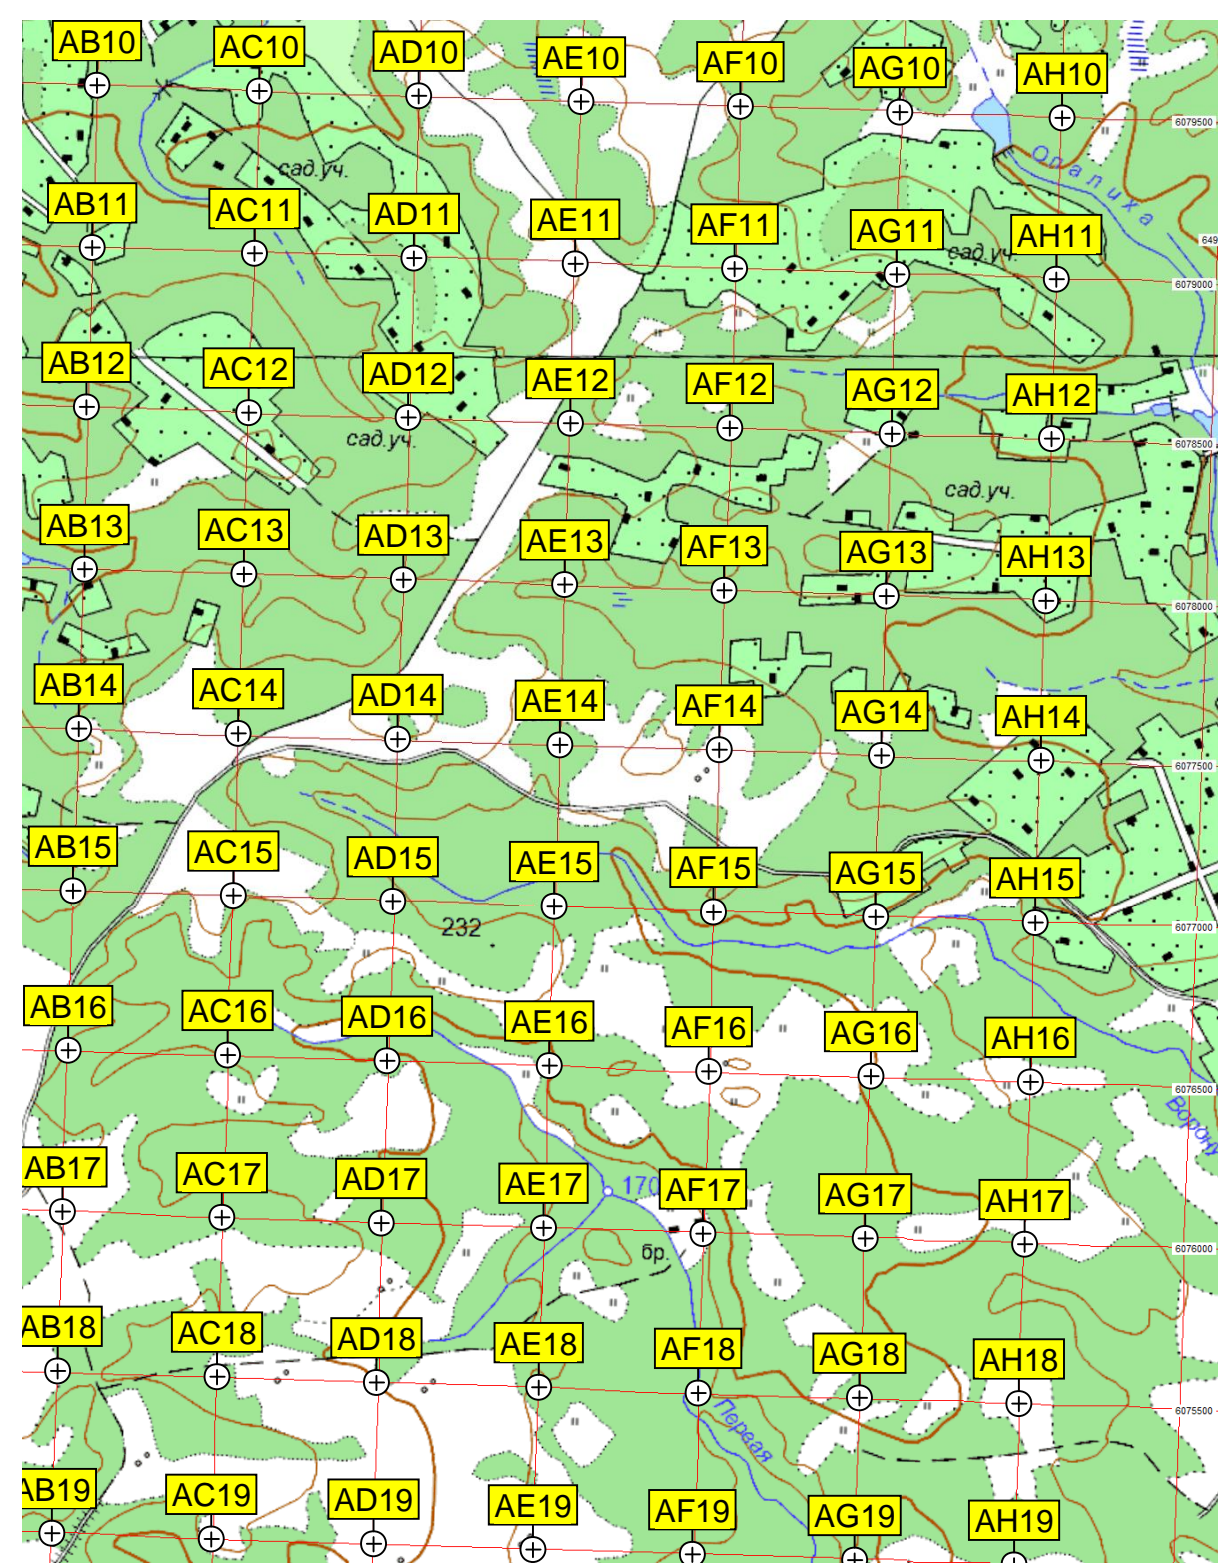 AB10 AC10 AD10 AE10 AF10 AG10 AH10
6079500
Опалиха
сад.уч.
AB11 AC11 AD11 AE11 AF11 AG11 AH11
649
сад.уч.
6079000
AB12 AC12 AD12 AE12 AF12 AG12 AH12
сад.уч.
6078500
сад.уч.
AB13 AC13 AD13 AE13 AF13 AG13 AH13
6078000
AB14 AC14 AD14 AE14 AF14 AG14 AH14
6077500
AB15 AC15 AD15 AE15 AF15 AG15 AH15
232
6077000
AB16 AC16 AD16 AE16 AF16 AG16 AH16
6076500
Ворону
AB17 AC17 AD17 AE17 AF17 AG17 AH17
170
бр.
6076000
AB18 AC18 AD18 AE18 AF18 AG18 AH18
6075500
Первая
AB19 AC19 AD19 AE19 AF19 AG19 AH19